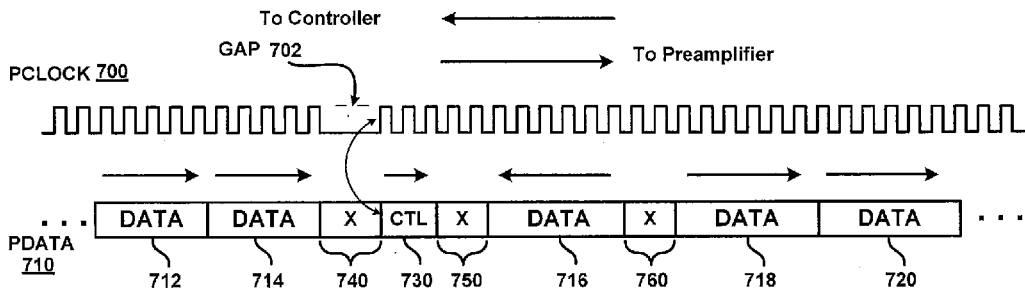 To Controller
GAP 702
To Preamplifier
PCLOCK 700
. . . DATA DATA X CTL X DATA X DATA DATA . . .
PDATA
710
712 714 740 730 750 716 760 718 720